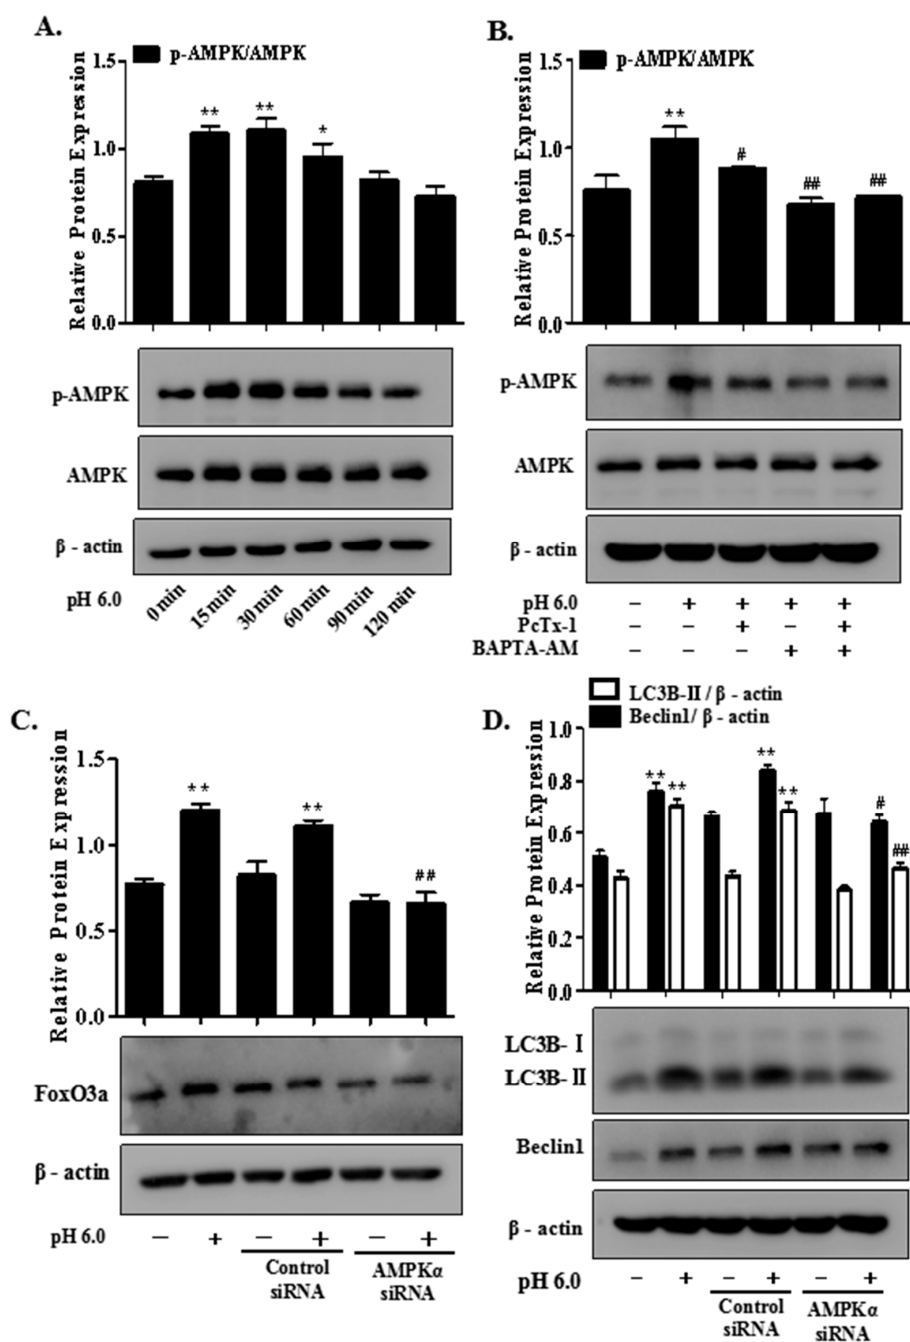 A.
p-AMPK/AMPK
Relative Protein Expression
1.5
1.0
0.5
0.0
** ** *
p-AMPK
AMPK
β - actin
pH 6.0
0 min 15 min 30 min 60 min 90 min 120 min
B.
p-AMPK/AMPK
Relative Protein Expression
1.5
1.0
0.5
0.0
** # ## ##
p-AMPK
AMPK
β - actin
pH 6.0 − + + + +
PcTx-1 − − + − +
BAPTA-AM − − − + +
C.
Relative Protein Expression
1.5
1.0
0.5
0.0
** ** ##
FoxO3a
β - actin
pH 6.0 − + − + − +
Control siRNA
AMPKα siRNA
D.
LC3B-II / β - actin
Beclin1/ β - actin
Relative Protein Expression
1.0
0.8
0.6
0.4
0.2
0.0
** ** ** ** # ##
LC3B- I
LC3B- II
Beclin1
β - actin
pH 6.0 − + − + − +
Control siRNA
AMPKα siRNA